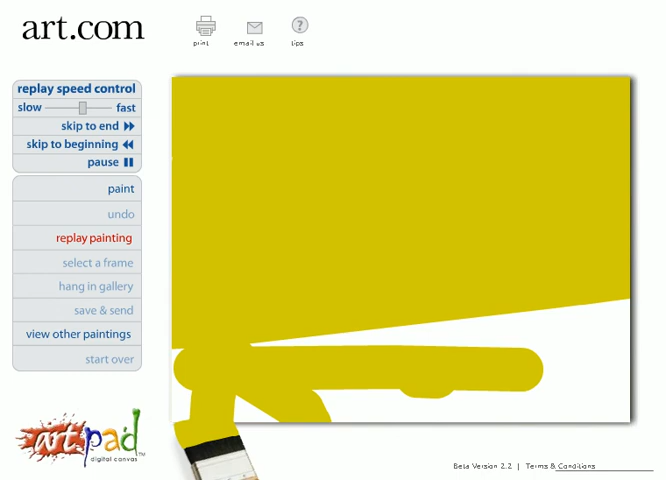 art.com
print email us tips
replay speed control
slow fast
skip to end
skip to beginning
pause
paint
undo
replay painting
select a frame
hang in gallery
save & send
view other paintings
start over
artpad™
digital canvas
Beta Version 2.2 | Terms & Conditions